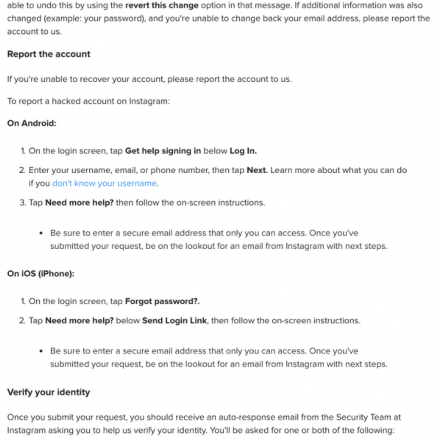 able to undo this by using the revert this change option in that message. If additional information was also
changed (example: your password), and you're unable to change back your email address, please report the
account to us.
Report the account
If you're unable to recover your account, please report the account to us.
To report a hacked account on Instagram:
On Android:
1. On the login screen, tap Get help signing in below Log In.
2. Enter your username, email, or phone number, then tap Next. Learn more about what you can do
if you don't know your username.
3. Tap Need more help? then follow the on-screen instructions.
• Be sure to enter a secure email address that only you can access. Once you've
submitted your request, be on the lookout for an email from Instagram with next steps.
On iOS (iPhone):
1. On the login screen, tap Forgot password?.
2. Tap Need more help? below Send Login Link, then follow the on-screen instructions.
• Be sure to enter a secure email address that only you can access. Once you've
submitted your request, be on the lookout for an email from Instagram with next steps.
Verify your identity
Once you submit your request, you should receive an auto-response email from the Security Team at
Instagram asking you to help us verify your identity. You'll be asked for one or both of the following: